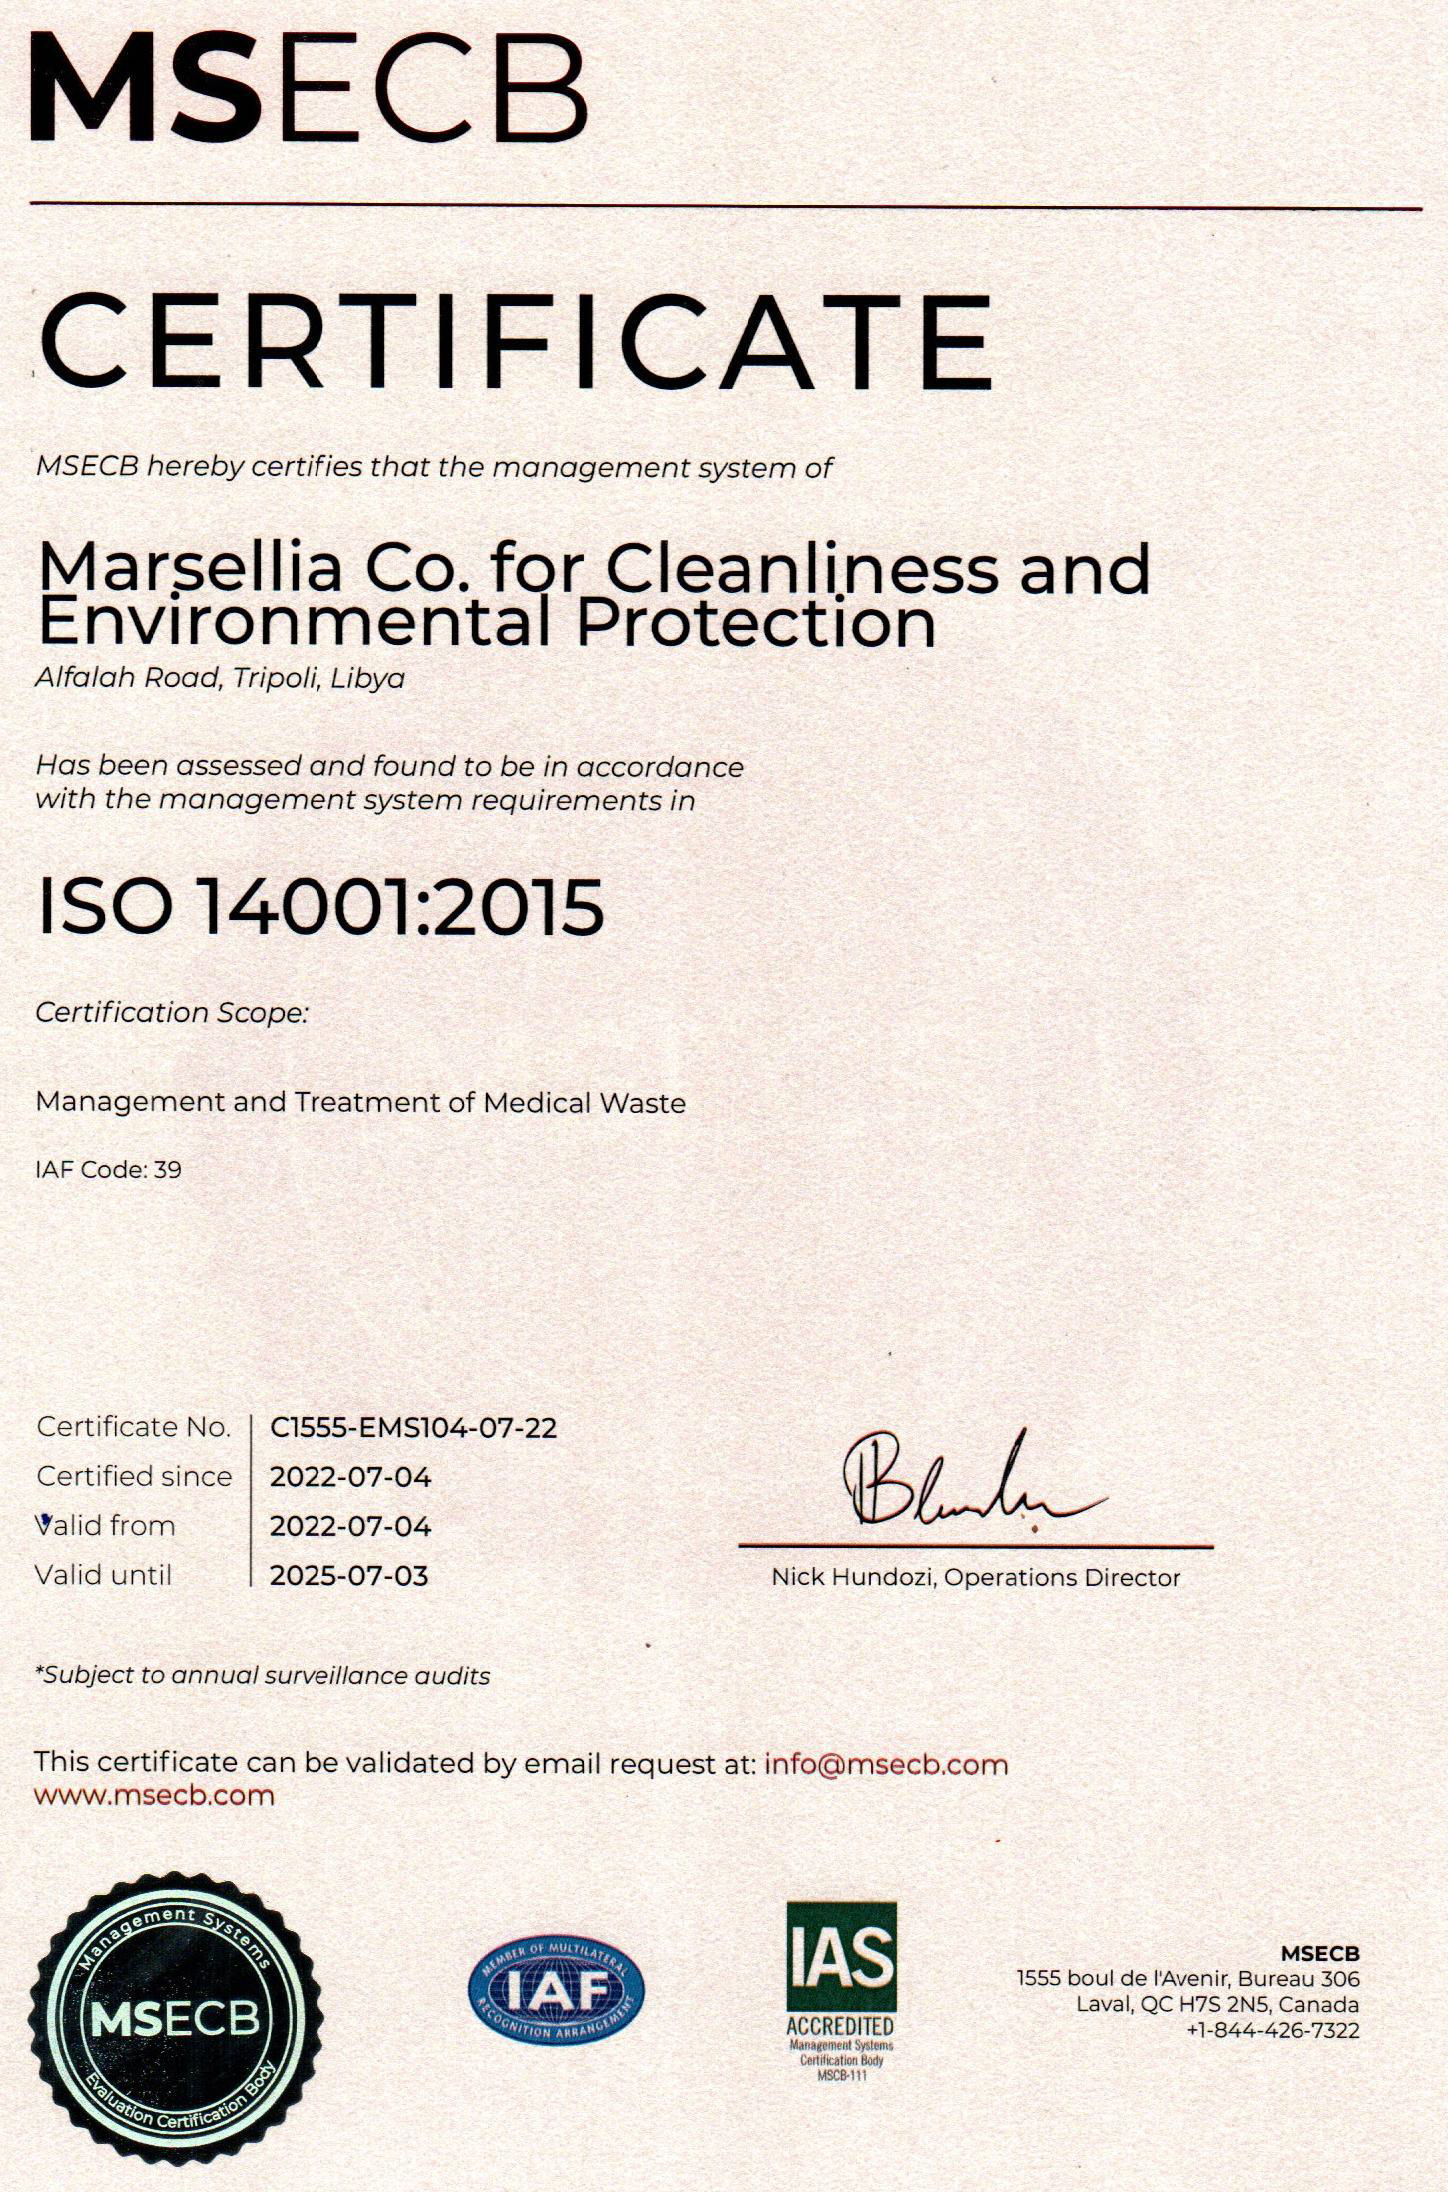 MSECB
CERTIFICATE
MSECB hereby certifies that the management system of
Marsellia Co. for Cleanliness and
Environmental Protection
Alfalah Road, Tripoli, Libya
Has been assessed and found to be in accordance
with the management system requirements in
ISO 14001:2015
Certification Scope:
Management and Treatment of Medical Waste
IAF Code: 39
Certificate No. C1555-EMS104-07-22
Certified since 2022-07-04
Valid from 2022-07-04
Valid until 2025-07-03
Nick Hundozi, Operations Director
*Subject to annual surveillance audits
This certificate can be validated by email request at: info@msecb.com
www.msecb.com
Management Systems
MSECB
Evaluation Certification Body
MEMBER OF MULTILATERAL
IAF
RECOGNITION ARRANGEMENT
IAS
ACCREDITED
Management Systems
Certification Body
MSCB-111
MSECB
1555 boul de l'Avenir, Bureau 306
Laval, QC H7S 2N5, Canada
+1-844-426-7322